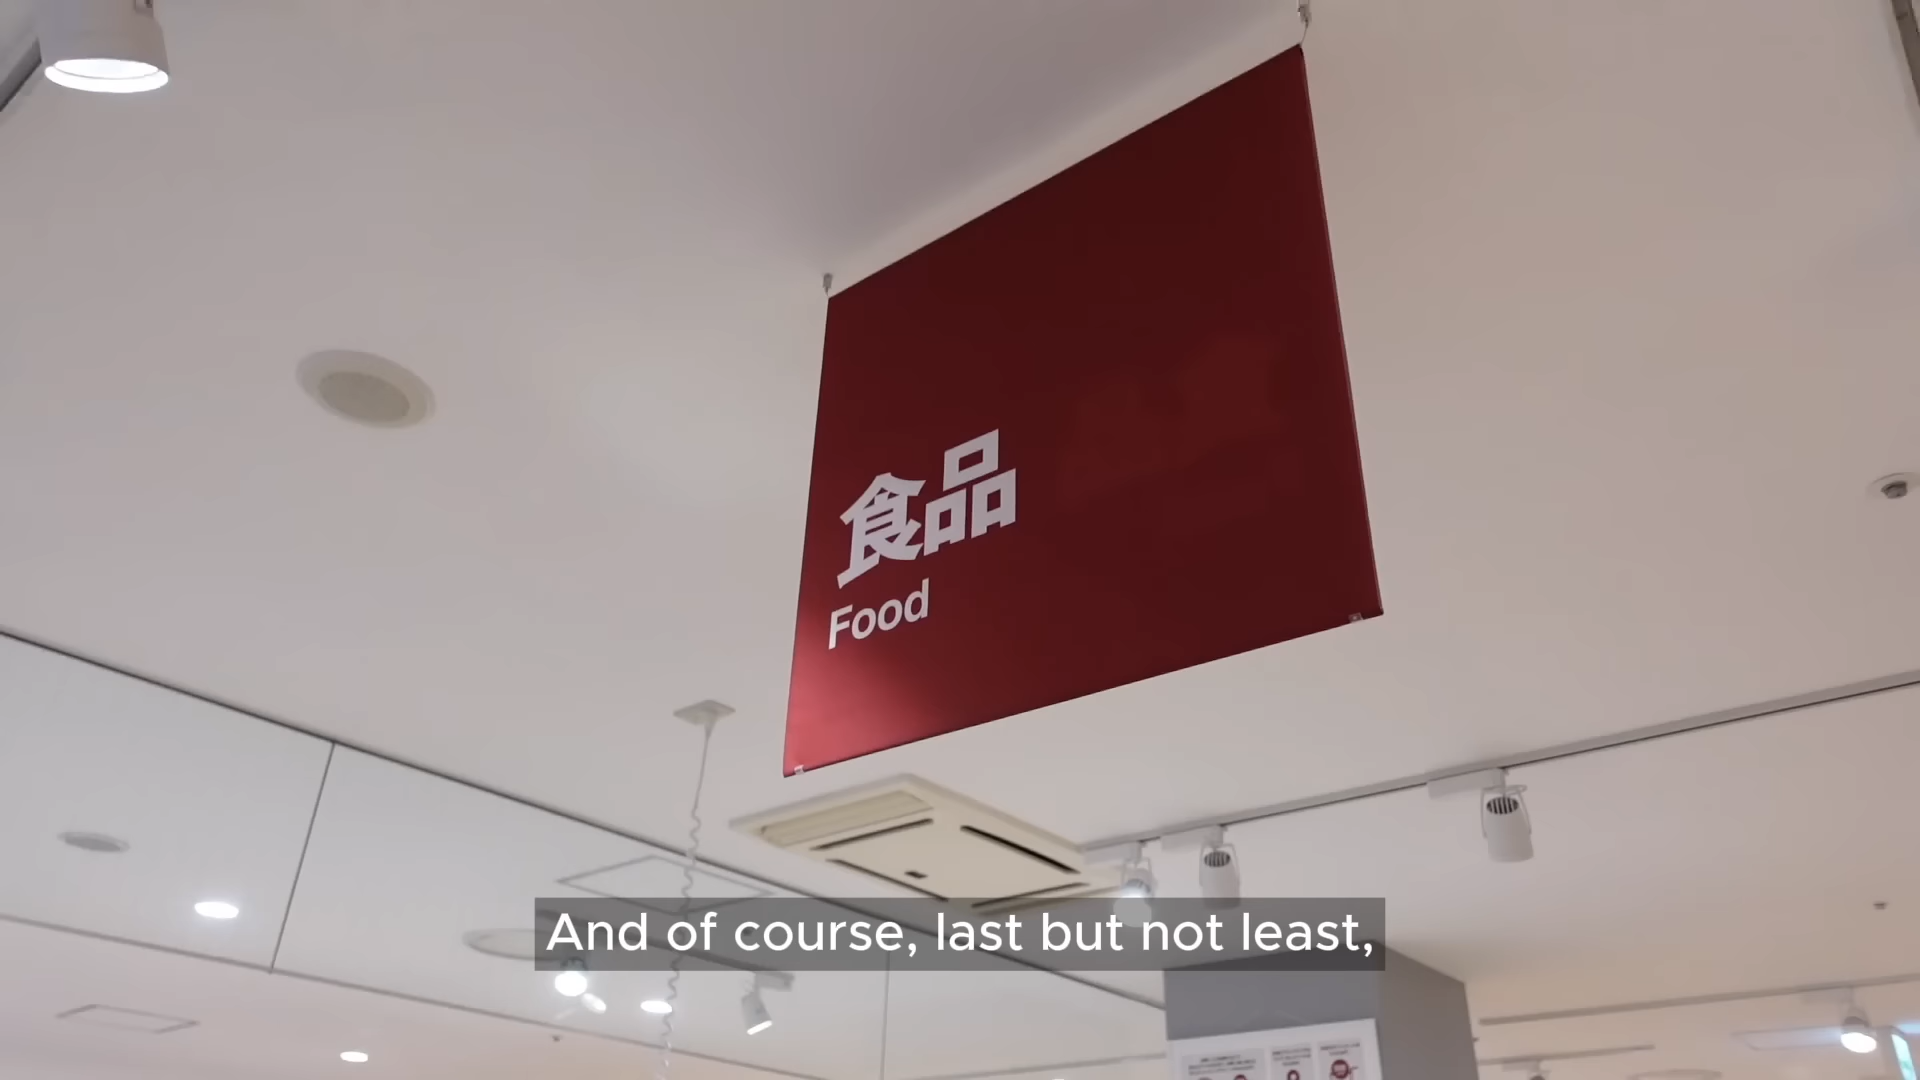 食品
Food
And of course, last but not least,